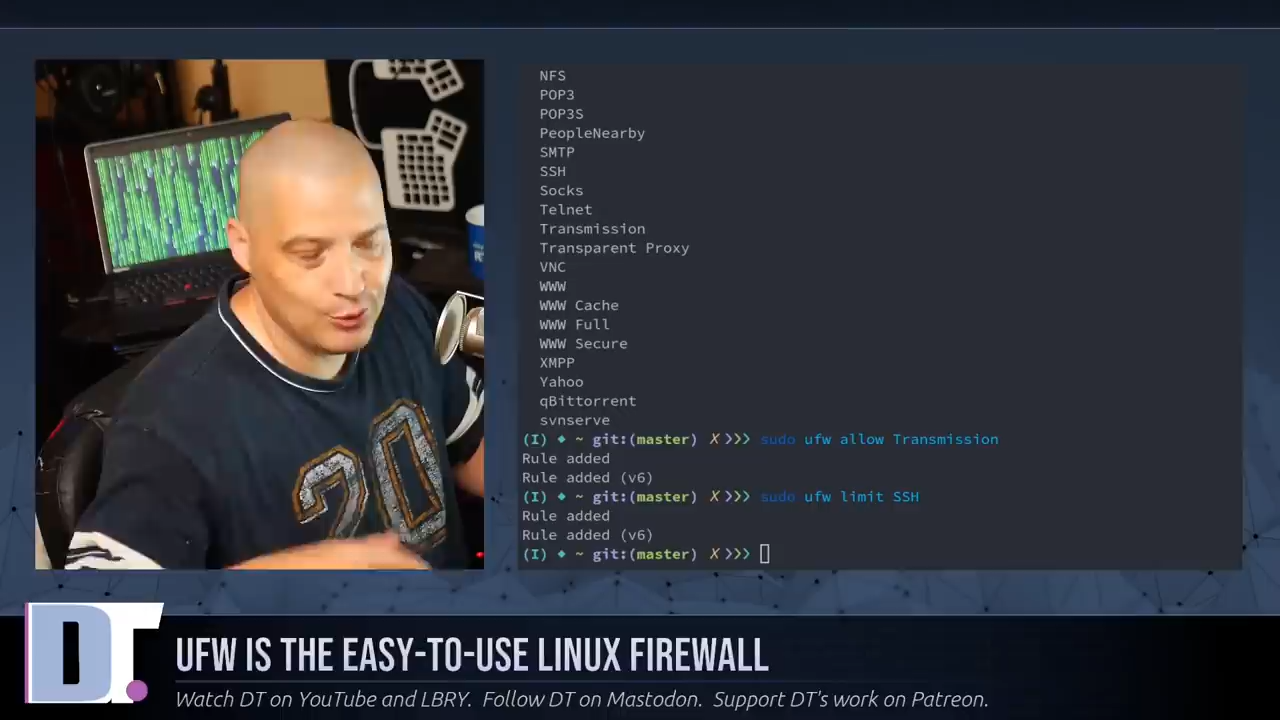 NFS
POP3
POP3S
PeopleNearby
SMTP
SSH
Socks
Telnet
Transmission
Transparent Proxy
VNC
WWW
WWW Cache
WWW Full
WWW Secure
XMPP
Yahoo
qBittorrent
svnserve
(I) ◆ ~ git:(master) ✗ ❯❯❯ sudo ufw allow Transmission
Rule added
Rule added (v6)
(I) ◆ ~ git:(master) ✗ ❯❯❯ sudo ufw limit SSH
Rule added
Rule added (v6)
(I) ◆ ~ git:(master) ✗ ❯❯❯
20
DT.
UFW IS THE EASY-TO-USE LINUX FIREWALL
Watch DT on YouTube and LBRY. Follow DT on Mastodon. Support DT's work on Patreon.